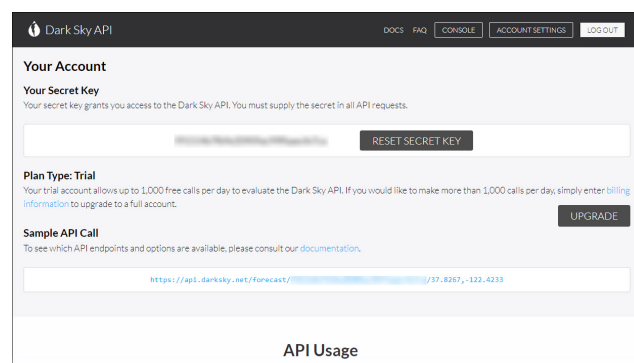 Dark Sky API
DOCS FAQ CONSOLE ACCOUNT SETTINGS LOG OUT
Your Account
Your Secret Key
Your secret key grants you access to the Dark Sky API. You must supply the secret in all API requests.
RESET SECRET KEY
Plan Type: Trial
Your trial account allows up to 1,000 free calls per day to evaluate the Dark Sky API. If you would like to make more than 1,000 calls per day, simply enter billing
information to upgrade to a full account.
UPGRADE
Sample API Call
To see which API endpoints and options are available, please consult our documentation.
https://api.darksky.net/forecast/ /37.8267,-122.4233
API Usage